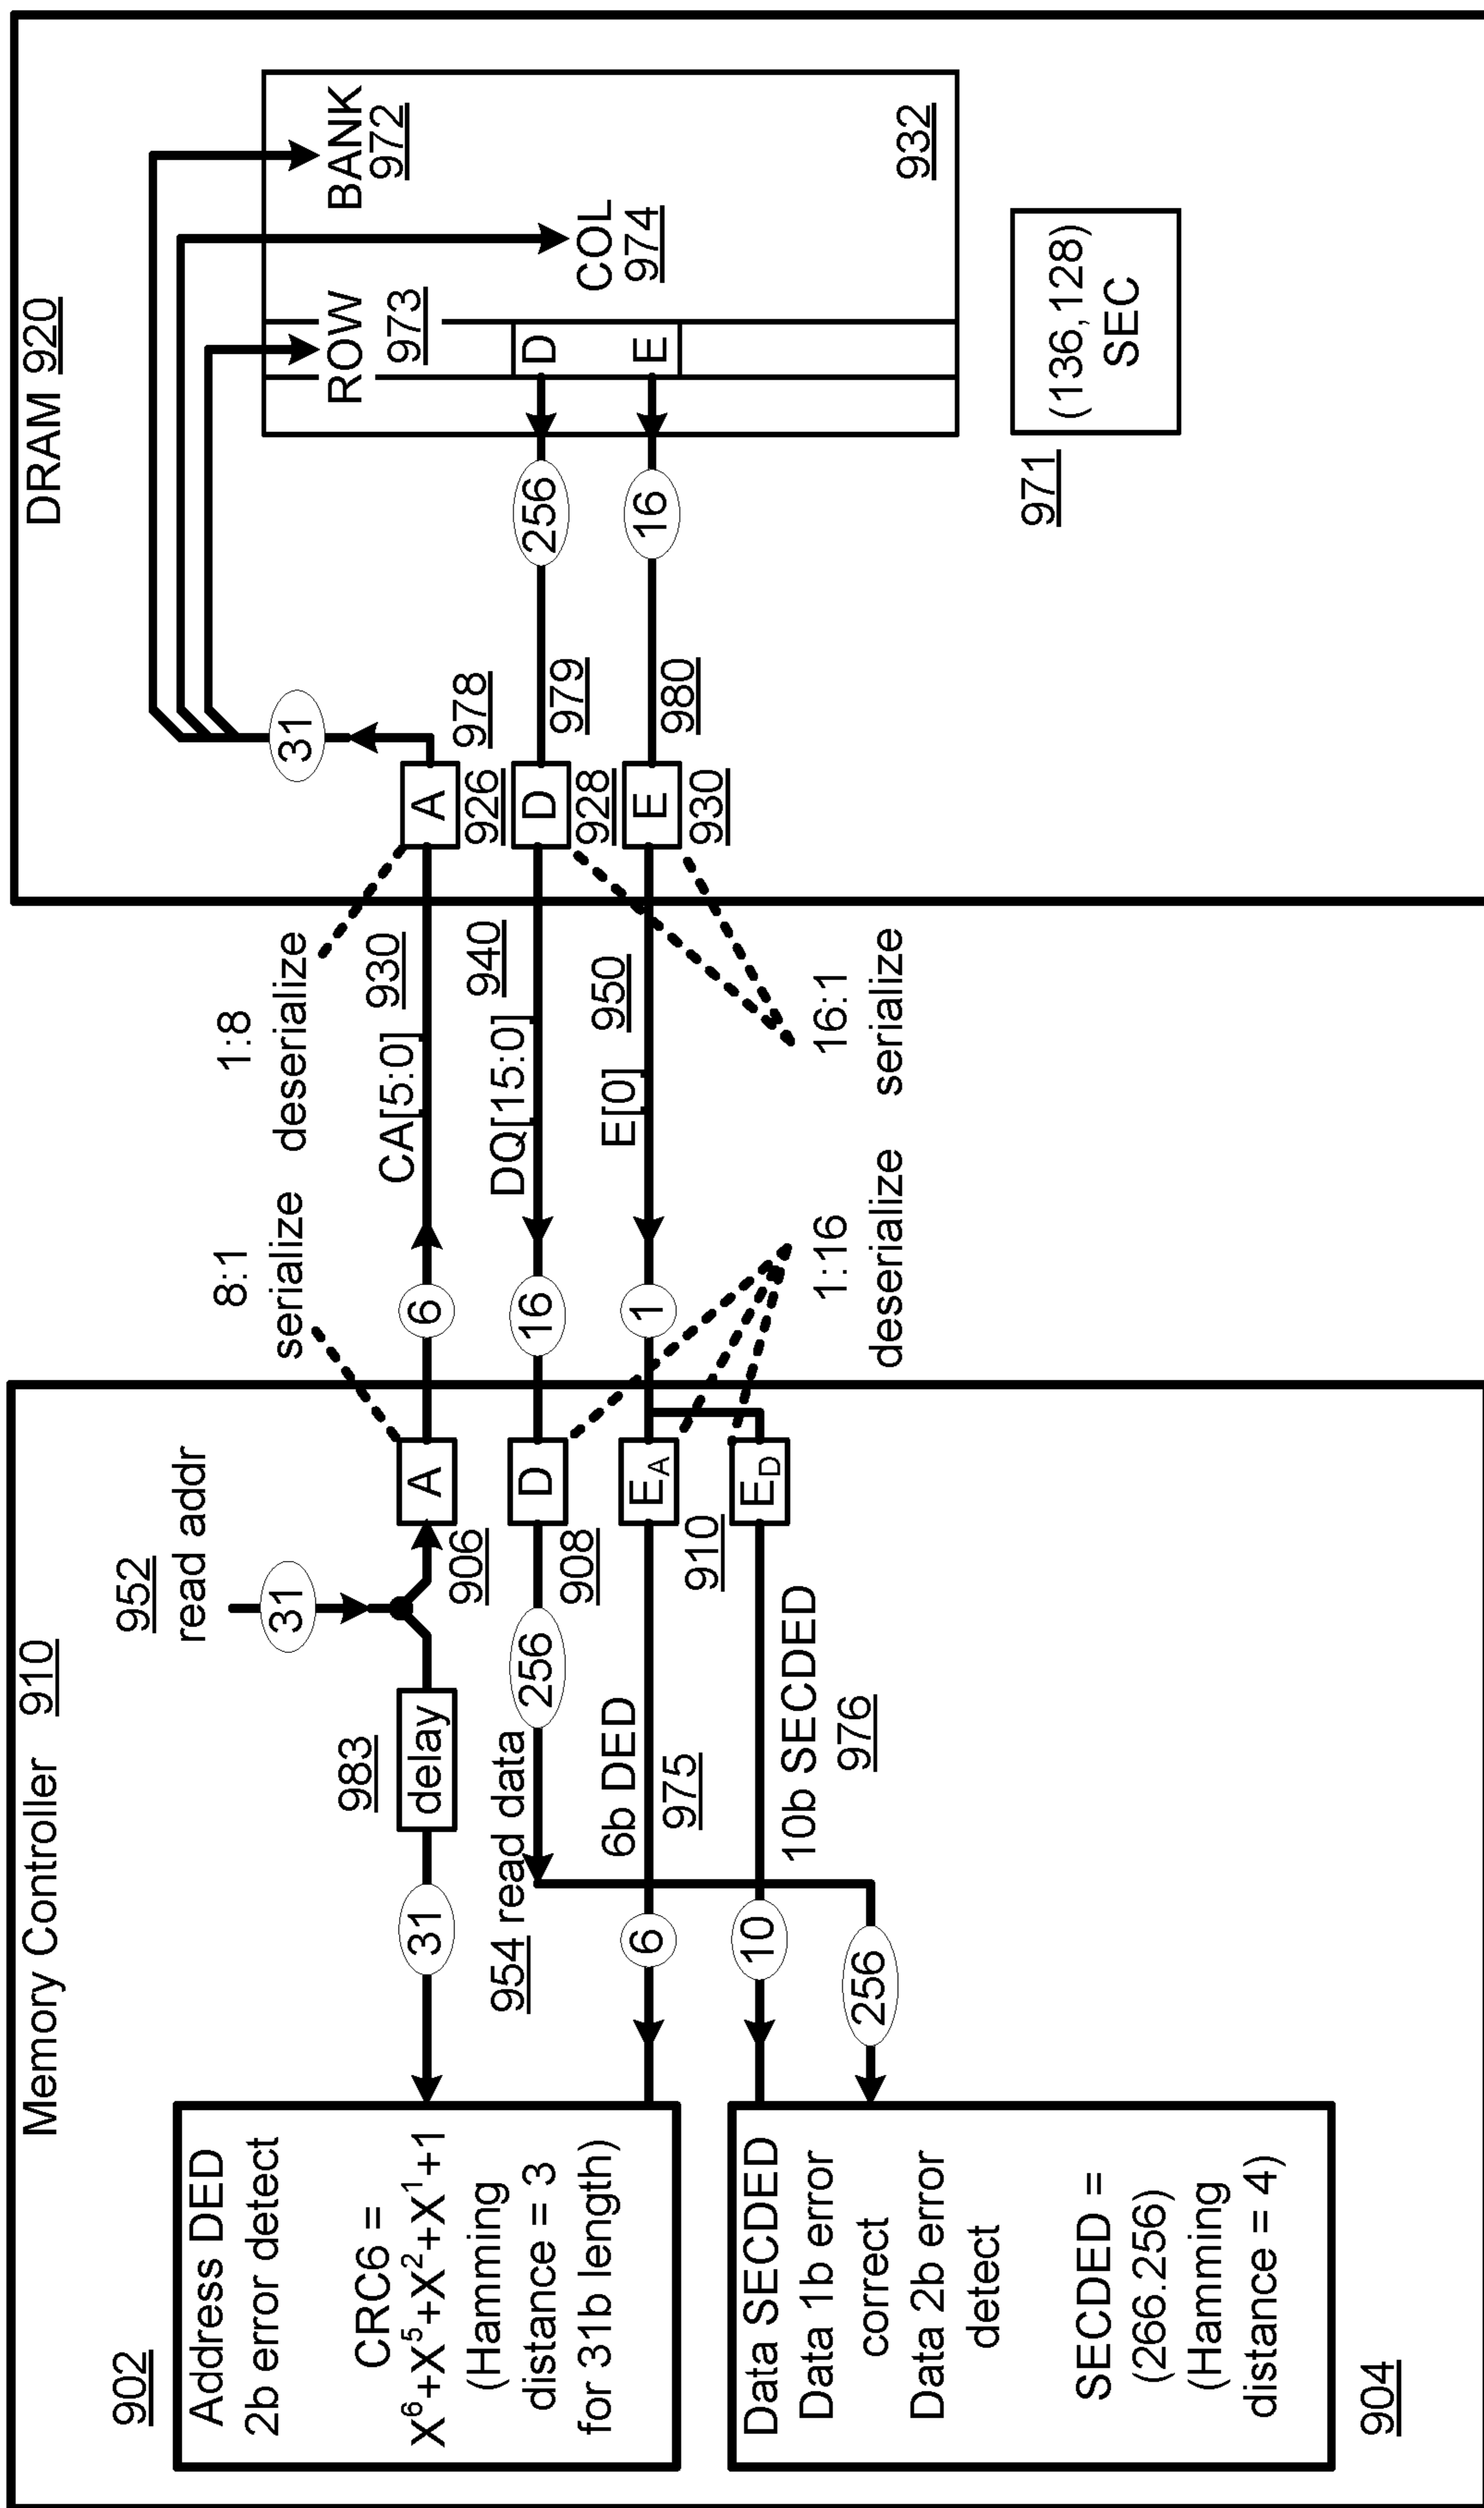 Memory Controller 910
902
Address DED
2b error detect
CRC6 =
X⁶+X⁵+X²+X¹+1
(Hamming
distance = 3
for 31b length)
Data SECDED
Data 1b error
correct
Data 2b error
detect
SECDED =
(266.256)
(Hamming
distance = 4)
904
952
read addr
31
983
delay
31
954 read data
256
6b DED
975
6
10b SECDED
976
10
256
A
906
D
908
E_A
910
E_D
8:1
serialize
1:8
deserialize
6
CA[5:0]
930
16
DQ[15:0]
940
1
E[0]
950
1:16
deserialize
16:1
serialize
DRAM 920
A
926
978
31
D
928
979
256
E
930
980
16
ROW
973
D
E
COL
974
BANK
972
932
971
(136,128)
SEC